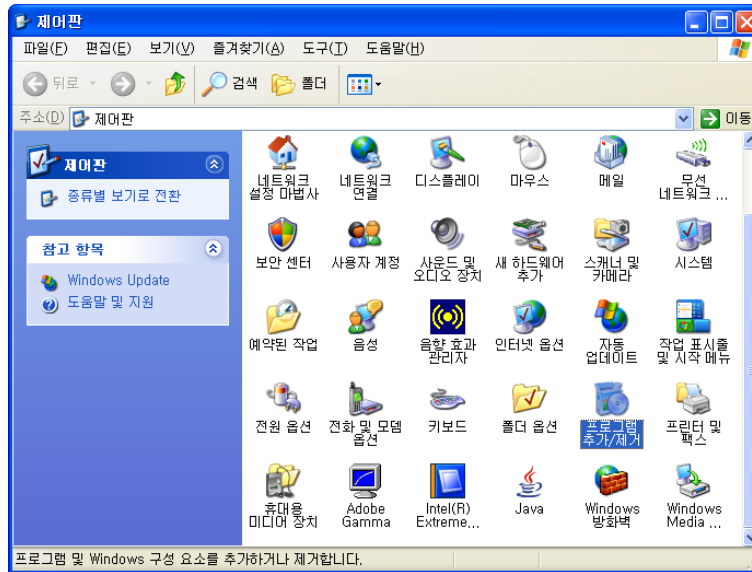 제어판
파일(F) 편집(E) 보기(V) 즐겨찾기(A) 도구(T) 도움말(H)
뒤로 검색 폴더
주소(D) 제어판 이동
제어판
종류별 보기로 전환
참고 항목
Windows Update
도움말 및 지원
네트워크
설정 마법사
네트워크
연결
디스플레이
마우스
메일
무선
네트워크 ...
보안 센터
사용자 계정
사운드 및
오디오 장치
새 하드웨어
추가
스캐너 및
카메라
시스템
예약된 작업
음성
음향 효과
관리자
인터넷 옵션
자동
업데이트
작업 표시줄
및 시작 메뉴
전원 옵션
전화 및 모뎀
옵션
키보드
폴더 옵션
프로그램
추가/제거
프린터 및
팩스
휴대용
미디어 장치
Adobe
Gamma
Intel(R)
Extreme...
Java
Windows
방화벽
Windows
Media ...
프로그램 및 Windows 구성 요소를 추가하거나 제거합니다.